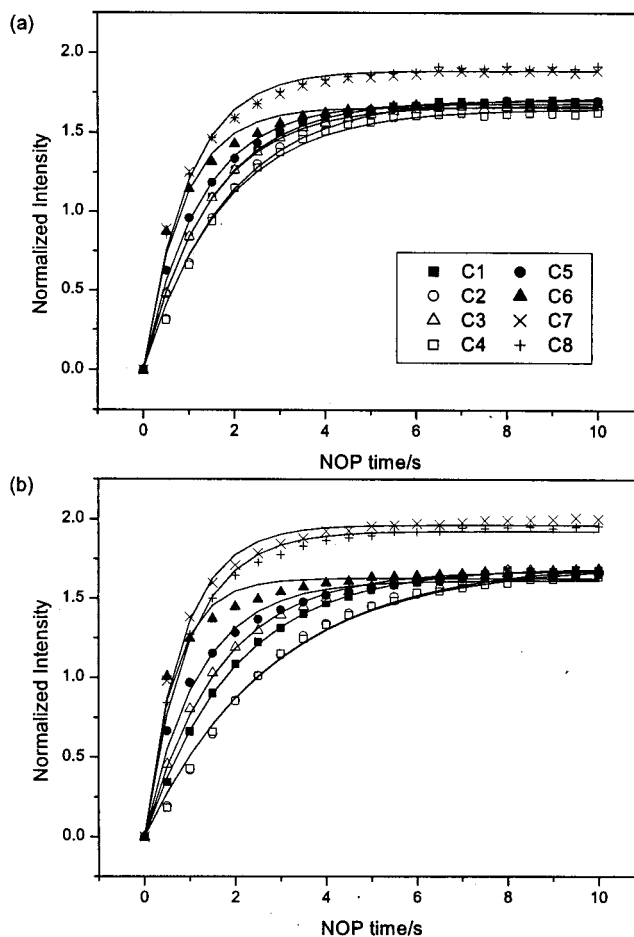 (a)
2.0
1.5
1.0
0.5
0.0
Normalized Intensity
C1 C5
C2 C6
C3 C7
C4 C8
0 2 4 6 8 10
NOP time/s
(b)
2.0
1.5
1.0
0.5
0.0
Normalized Intensity
0 2 4 6 8 10
NOP time/s